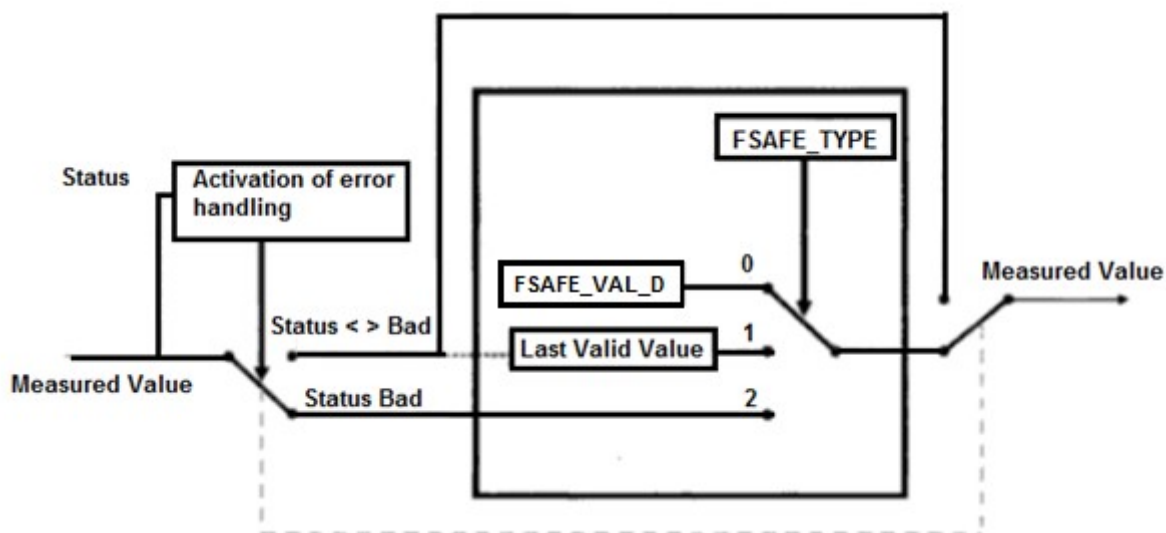 FSAFE_TYPE
Status
Activation of error
handling
FSAFE_VAL_D
0
Measured Value
Status < > Bad
Last Valid Value
1
Measured Value
Status Bad
2